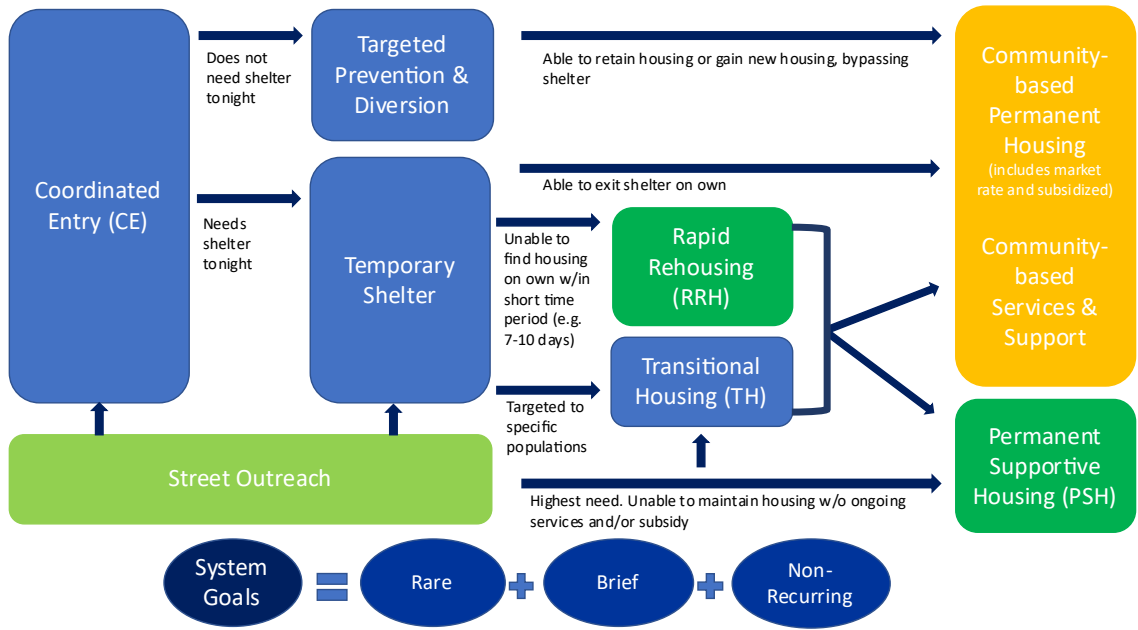 Coordinated
Entry (CE)
Does not
need shelter
tonight
Needs
shelter
tonight
Targeted
Prevention &
Diversion
Temporary
Shelter
Able to retain housing or gain new housing, bypassing
shelter
Able to exit shelter on own
Unable to
find housing
on own w/in
short time
period (e.g.
7-10 days)
Targeted to
specific
populations
Rapid
Rehousing
(RRH)
Transitional
Housing (TH)
Community-
based
Permanent
Housing
(includes market
rate and subsidized)
Community-
based
Services &
Support
Street Outreach
Highest need. Unable to maintain housing w/o ongoing
services and/or subsidy
Permanent
Supportive
Housing (PSH)
System
Goals
=
Rare
+
Brief
+
Non-
Recurring